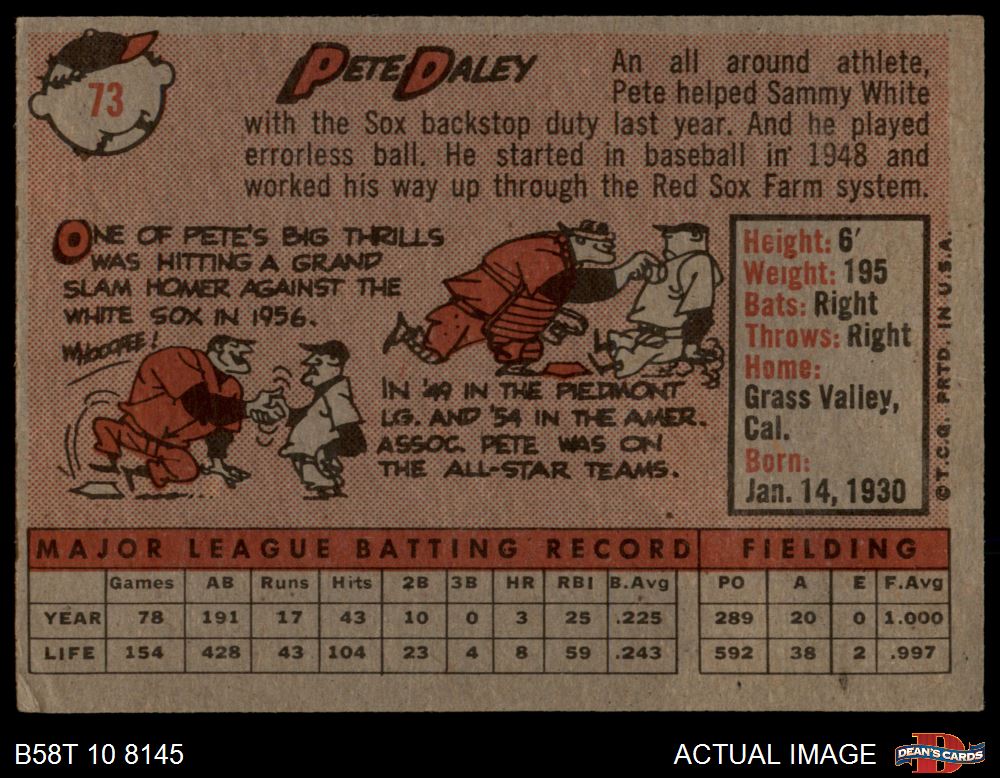 73
PETE DALEY
An all around athlete,
Pete helped Sammy White
with the Sox backstop duty last year. And he played
errorless ball. He started in baseball in 1948 and
worked his way up through the Red Sox Farm system.
ONE OF PETE'S BIG THRILLS
WAS HITTING A GRAND
SLAM HOMER AGAINST THE
WHITE SOX IN 1956.
WHOOOPEE!
IN '49 IN THE PIEDMONT
LG. AND '54 IN THE AMER.
ASSOC. PETE WAS ON
THE ALL-STAR TEAMS.
Height: 6'
Weight: 195
Bats: Right
Throws: Right
Home:
Grass Valley,
Cal.
Born:
Jan. 14, 1930
© T.C.G. PRTD. IN U.S.A.
MAJOR LEAGUE BATTING RECORD FIELDING
Games AB Runs Hits 2B 3B HR RBI B.Avg PO A E F.Avg
YEAR 78 191 17 43 10 0 3 25 .225 289 20 0 1.000
LIFE 154 428 43 104 23 4 8 59 .243 592 38 2 .997
B58T 10 8145
ACTUAL IMAGE
DEAN'S CARDS